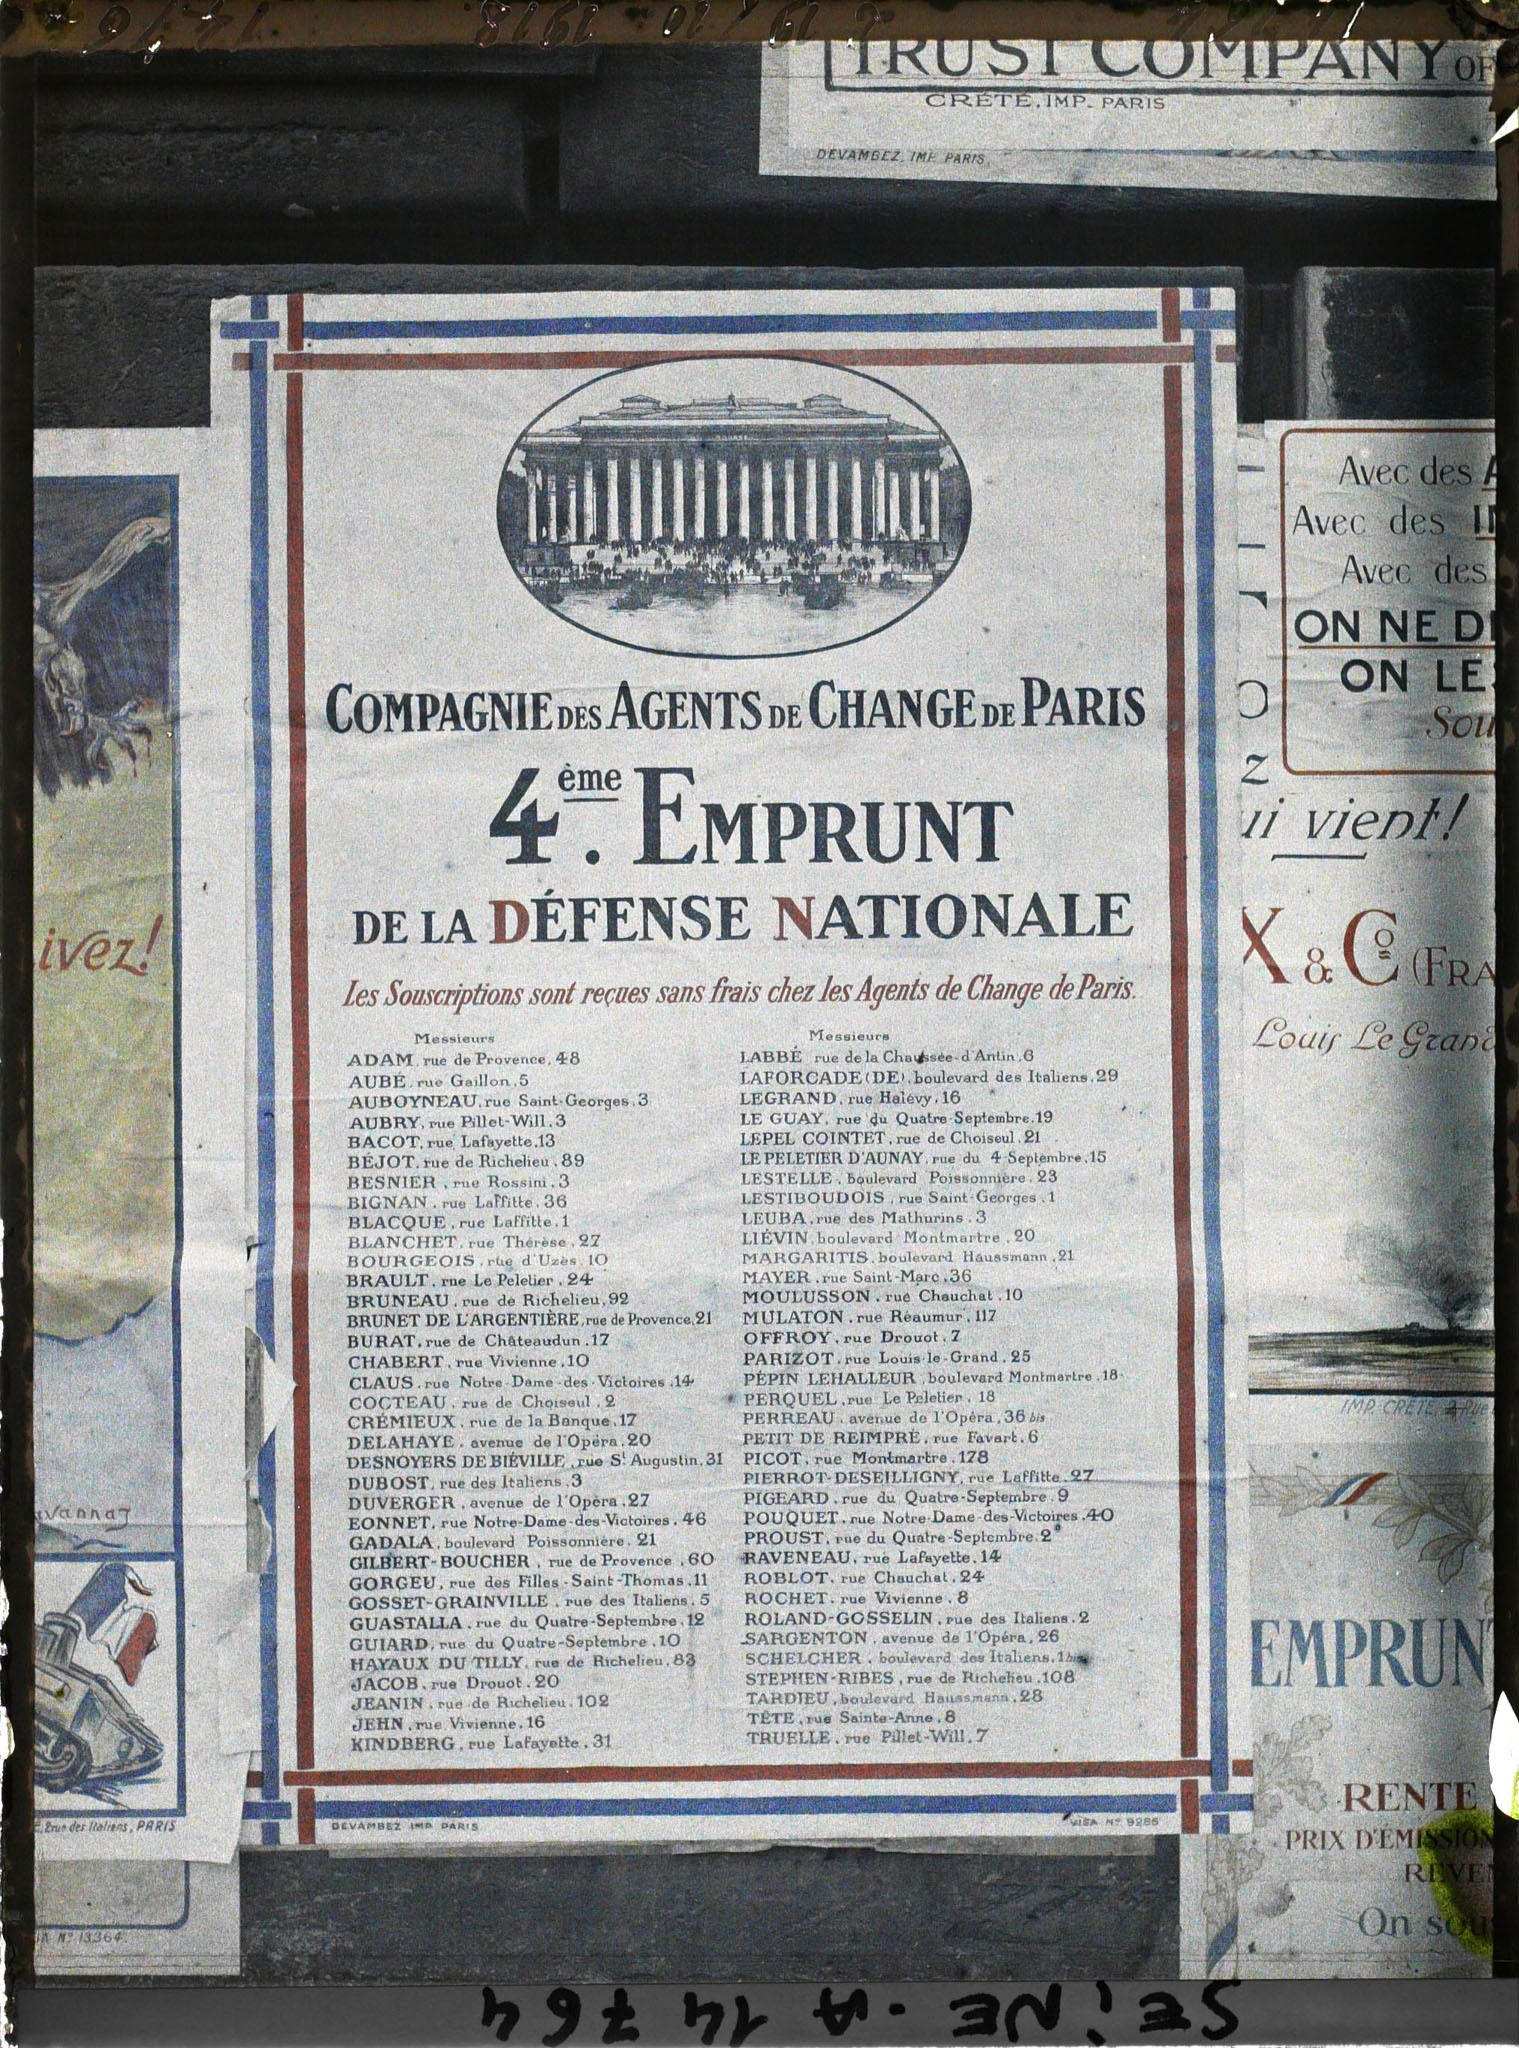 TRUST COMPANY OF
CRÉTÉ, IMP. PARIS
DEVAMBEZ, IMP. PARIS
COMPAGNIE DES AGENTS DE CHANGE DE PARIS
4ème. EMPRUNT
DE LA DÉFENSE NATIONALE
Les Souscriptions sont reçues sans frais chez les Agents de Change de Paris.
Messieurs
ADAM, rue de Provence, 48
AUBÉ, rue Gaillon, 5
AUBOYNEAU, rue Saint-Georges, 3
AUBRY, rue Pillet-Will, 3
BACOT, rue Lafayette, 13
BÉJOT, rue de Richelieu, 89
BESNIER, rue Rossini, 3
BIGNAN, rue Laffitte, 36
BLACQUE, rue Laffitte, 1
BLANCHET, rue Thérèse, 27
BOURGEOIS, rue d'Uzès, 10
BRAULT, rue Le Peletier, 24
BRUNEAU, rue de Richelieu, 92
BRUNET DE L'ARGENTIÈRE, rue de Provence, 21
BURAT, rue de Châteaudun, 17
CHABERT, rue Vivienne, 10
CLAUS, rue Notre-Dame-des-Victoires, 14
COCTEAU, rue de Choiseul, 2
CRÉMIEUX, rue de la Banque, 17
DELAHAYE, avenue de l'Opéra, 20
DESNOYERS DE BIÉVILLE, rue St Augustin, 31
DUBOST, rue des Italiens, 3
DUVERGER, avenue de l'Opéra, 27
EONNET, rue Notre-Dame-des-Victoires, 46
GADALA, boulevard Poissonnière, 21
GILBERT-BOUCHER, rue de Provence, 60
GORGEU, rue des Filles-Saint-Thomas, 11
GOSSET-GRAINVILLE, rue des Italiens, 5
GUASTALLA, rue du Quatre-Septembre, 12
GUIARD, rue du Quatre-Septembre, 10
HAYAUX DU TILLY, rue de Richelieu, 83
JACOB, rue Drouot, 20
JEANIN, rue de Richelieu, 102
JEHN, rue Vivienne, 16
KINDBERG, rue Lafayette, 31
Messieurs
LABBÉ rue de la Chaussée-d'Antin, 6
LAFORCADE (DE), boulevard des Italiens, 29
LEGRAND, rue Halévy, 16
LE GUAY, rue du Quatre-Septembre, 19
LEPEL COINTET, rue de Choiseul, 21
LE PELETIER D'AUNAY, rue du 4 Septembre, 15
LESTELLE, boulevard Poissonnière, 23
LESTIBOUDOIS, rue Saint-Georges, 1
LEUBA, rue des Mathurins, 3
LIÉVIN, boulevard Montmartre, 20
MARGARITIS, boulevard Haussmann, 21
MAYER, rue Saint-Marc, 36
MOULUSSON, rue Chauchat, 10
MULATON, rue Réaumur, 117
OFFROY, rue Drouot, 7
PARIZOT, rue Louis-le-Grand, 25
PÉPIN LEHALLEUR, boulevard Montmartre, 18
PERQUEL, rue Le Peletier, 18
PERREAU, avenue de l'Opéra, 36 bis
PETIT DE REIMPRÉ, rue Favart, 6
PICOT, rue Montmartre, 178
PIERROT-DESEILLIGNY, rue Laffitte, 27
PIGEARD, rue du Quatre-Septembre, 9
POUQUET, rue Notre-Dame-des-Victoires, 40
PROUST, rue du Quatre-Septembre, 2
RAVENEAU, rue Lafayette, 14
ROBLOT, rue Chauchat, 24
ROCHET, rue Vivienne, 8
ROLAND-GOSSELIN, rue des Italiens, 2
SARGENTON, avenue de l'Opéra, 26
SCHELCHER, boulevard des Italiens, 1 bis
STEPHEN-RIBES, rue de Richelieu, 108
TARDIEU, boulevard Haussmann, 28
TÊTE, rue Sainte-Anne, 8
TRUELLE, rue Pillet-Will, 7
DEVAMBEZ IMP. PARIS
VISA N° 9285
ivez!
2 rue des Italiens, PARIS
N° 13364
Avec des
Avec des
Avec des
ON NE D
ON LE
Sou
ui vient!
X & Co (FRA
Louis Le Grand
IMP. CRÉTÉ
EMPRUNT
RENTE
PRIX D'ÉMISSION
REVEN
On sou
SEINE-A 14 764